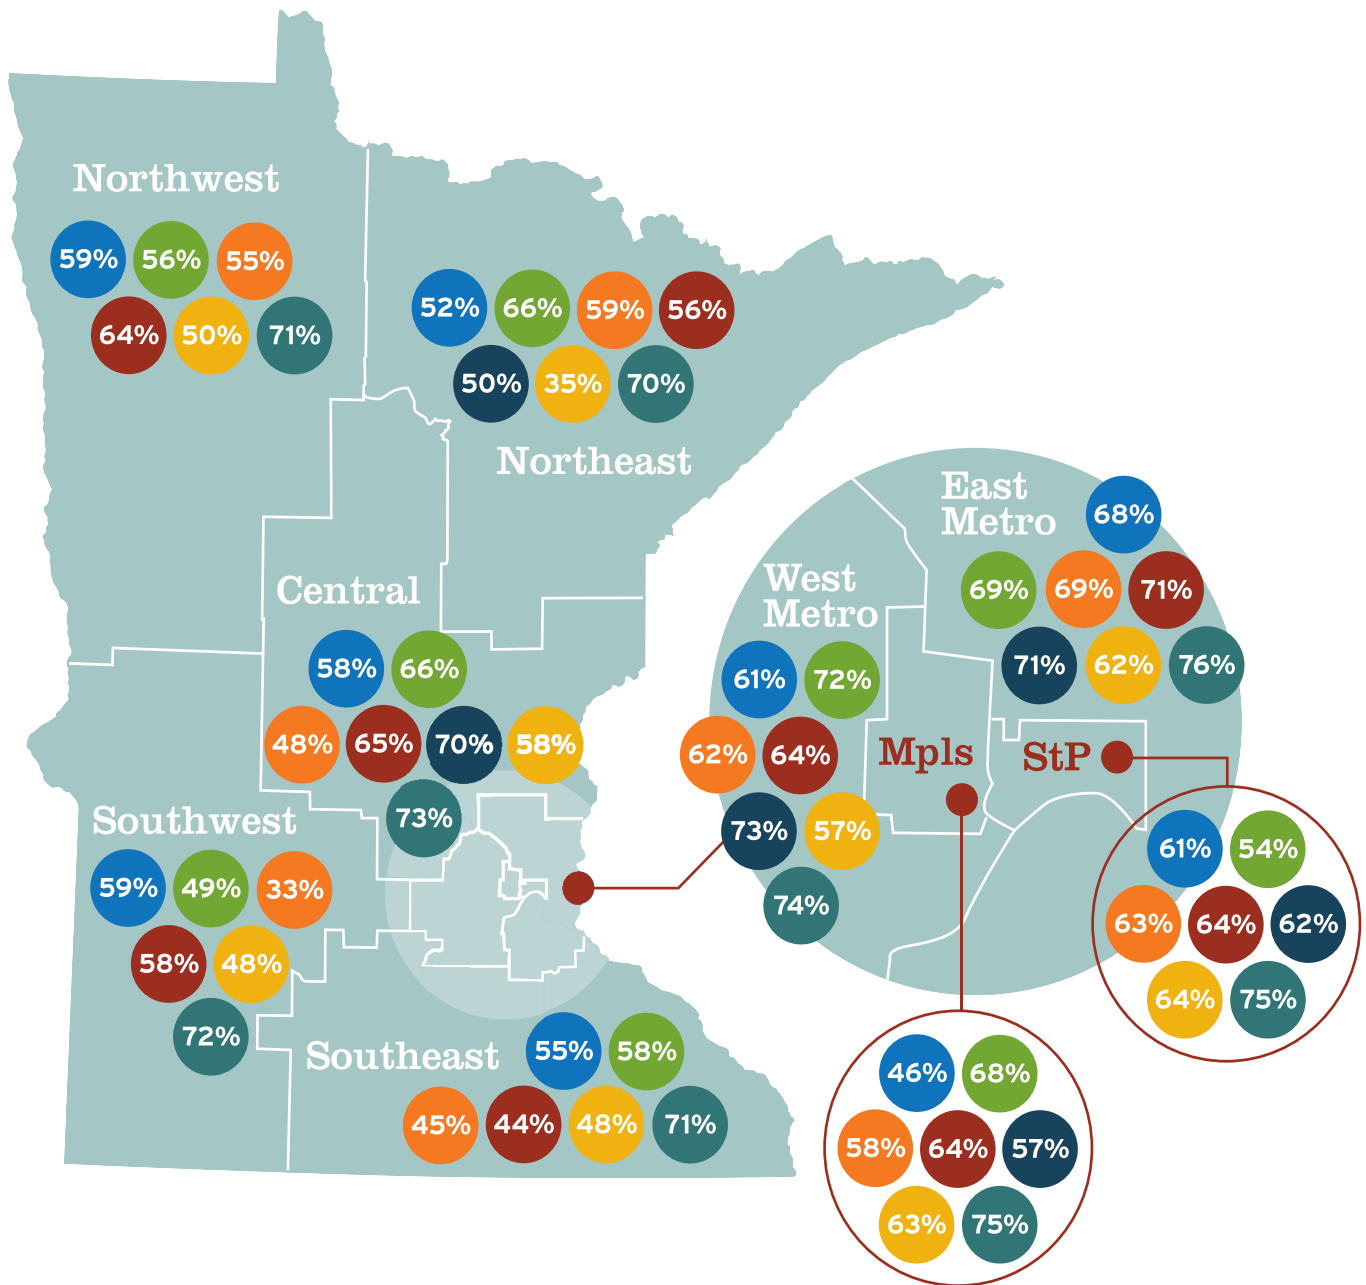 Northwest
59% 56% 55%
64% 50% 71%
52% 66% 59% 56%
50% 35% 70%
Northeast
Central
58% 66%
48% 65% 70% 58%
73%
Southwest
59% 49% 33%
58% 48%
72%
Southeast
55% 58%
45% 44% 48% 71%
East
Metro
68%
69% 69% 71%
71% 62% 76%
West
Metro
61% 72%
62% 64%
73% 57%
74%
Mpls
StP
61% 54%
63% 64% 62%
64% 75%
46% 68%
58% 64% 57%
63% 75%